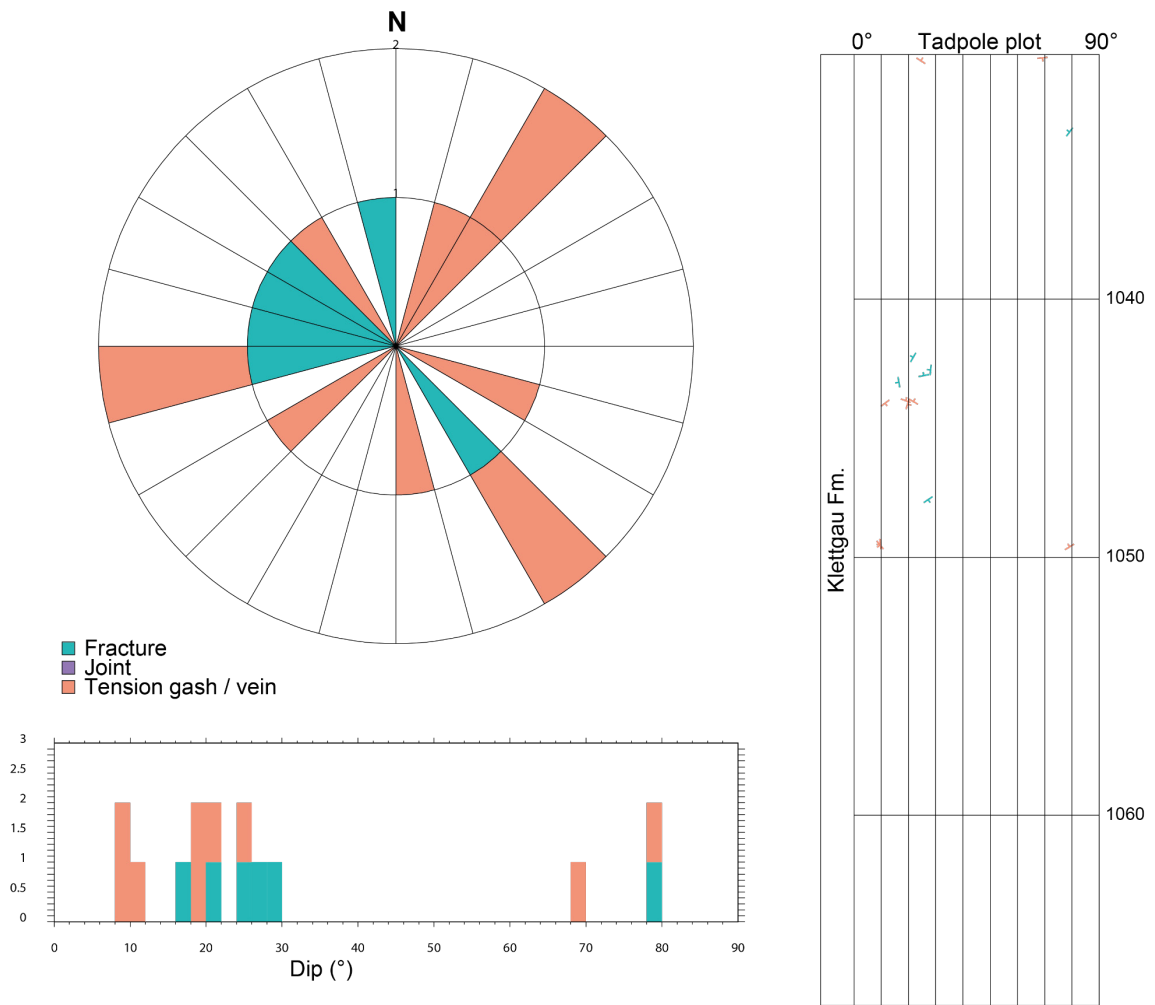 N
2
1
Fracture
Joint
Tension gash / vein
3
2.5
2
1.5
1
0.5
0
0 10 20 30 40 50 60 70 80 90
Dip (°)
0° Tadpole plot 90°
1040
Klettgau Fm.
1050
1060